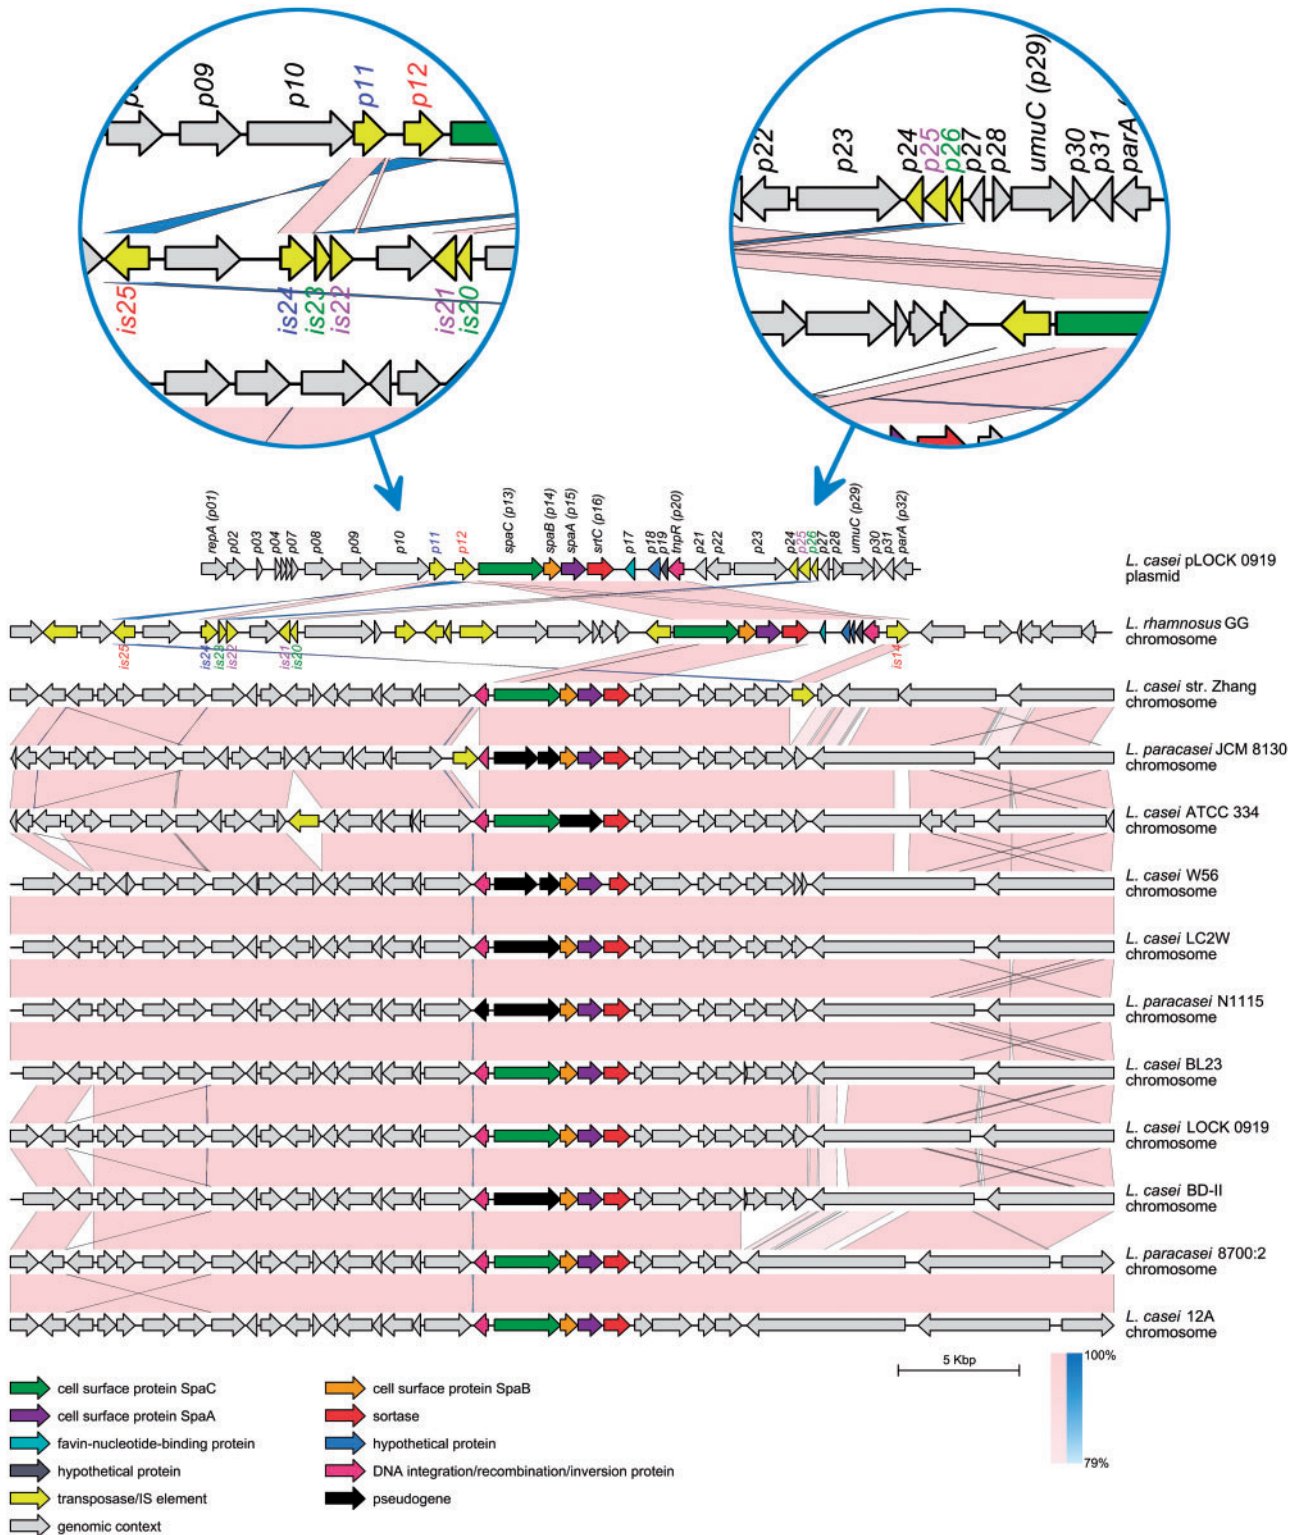 p09
p10
p11
p12
is25
is24
is23
is22
is21
is20
p22
p23
p24
p25
p26
p27
p28
umuC (p29)
p30
p31
parA
repA (p01)
p02
p03
p04
p07
p08
p09
p10
p11
p12
spaC (p13)
spaB (p14)
spaA (p15)
srtC (p16)
p17
p18
p19
tnpR (p20)
p21
p22
p23
p24
p25
p26
p27
p28
umuC (p29)
p30
p31
parA (p32)
L. casei pLOCK 0919
plasmid
L. rhamnosus GG
chromosome
is25
is24
is23
is22
is21
is20
is14
L. casei str. Zhang
chromosome
L. paracasei JCM 8130
chromosome
L. casei ATCC 334
chromosome
L. casei W56
chromosome
L. casei LC2W
chromosome
L. paracasei N1115
chromosome
L. casei BL23
chromosome
L. casei LOCK 0919
chromosome
L. casei BD-II
chromosome
L. paracasei 8700:2
chromosome
L. casei 12A
chromosome
5 Kbp
100%
79%
cell surface protein SpaC
cell surface protein SpaB
cell surface protein SpaA
sortase
favin-nucleotide-binding protein
hypothetical protein
hypothetical protein
DNA integration/recombination/inversion protein
transposase/IS element
pseudogene
genomic context